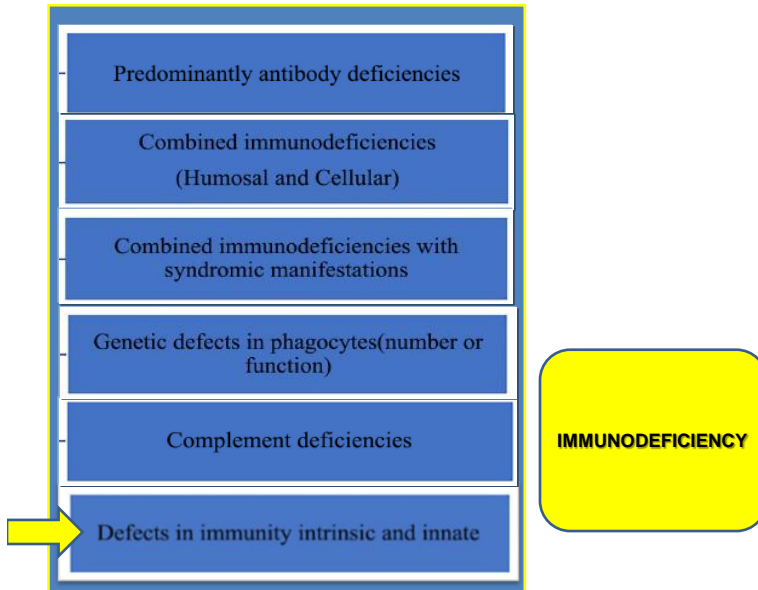 Predominantly antibody deficiencies
Combined immunodeficiencies
(Humosal and Cellular)
Combined immunodeficiencies with
syndromic manifestations
Genetic defects in phagocytes(number or
function)
Complement deficiencies
Defects in immunity intrinsic and innate
IMMUNODEFICIENCY